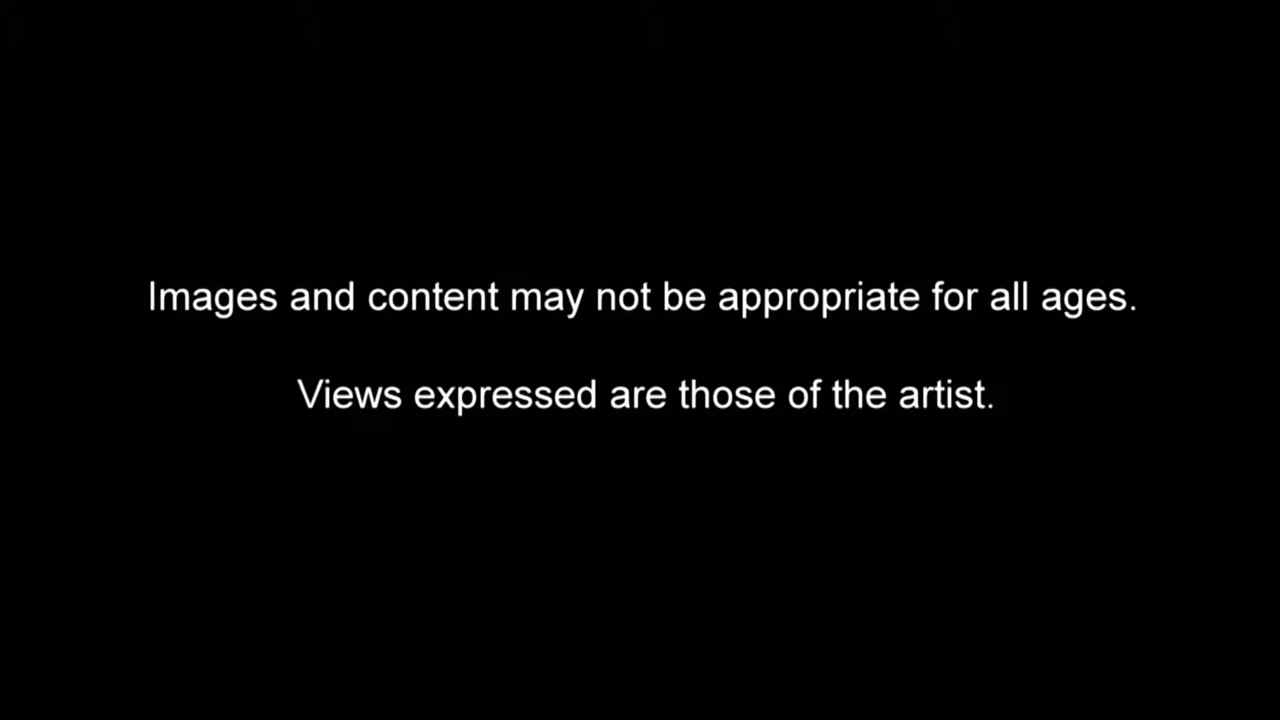 Images and content may not be appropriate for all ages.
Views expressed are those of the artist.